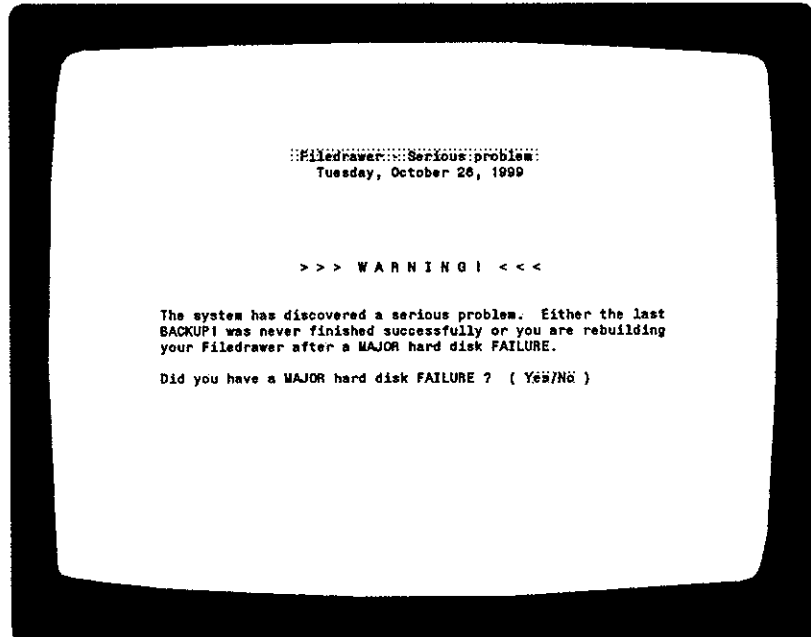 Filedrawer - Serious problem
Tuesday, October 26, 1999
> > > W A R N I N G ! < < <
The system has discovered a serious problem. Either the last
BACKUP1 was never finished successfully or you are rebuilding
your Filedrawer after a MAJOR hard disk FAILURE.
Did you have a MAJOR hard disk FAILURE ? ( Yes/No )